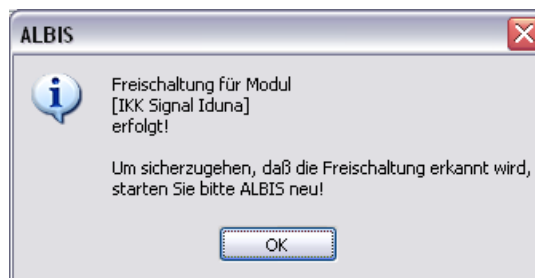 ALBIS
Freischaltung für Modul
[IKK Signal Iduna]
erfolgt!
Um sicherzugehen, daß die Freischaltung erkannt wird,
starten Sie bitte ALBIS neu!
OK